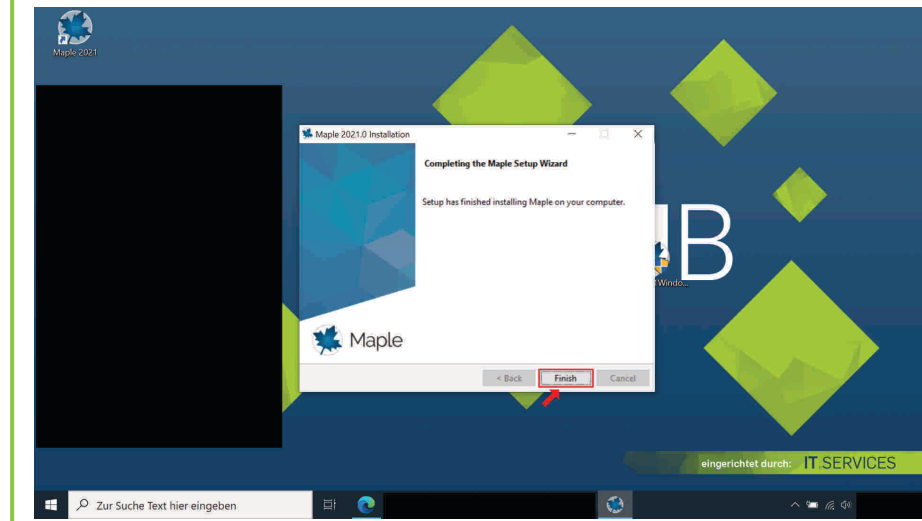 Maple 2021
Maple 2021.0 Installation
Completing the Maple Setup Wizard
Setup has finished installing Maple on your computer.
B
Windo...
Maple
< Back
Finish
Cancel
eingerichtet durch: IT.SERVICES
Zur Suche Text hier eingeben